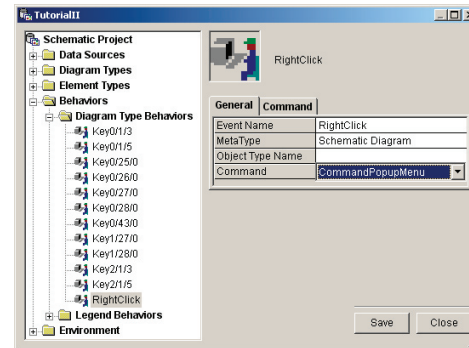 TutorialII
Schematic Project
Data Sources
Diagram Types
Element Types
Behaviors
Diagram Type Behaviors
Key0/1/3
Key0/1/5
Key0/25/0
Key0/26/0
Key0/27/0
Key0/28/0
Key0/43/0
Key1/27/0
Key1/28/0
Key2/1/3
Key2/1/5
RightClick
Legend Behaviors
Environment
RightClick
General Command
Event Name RightClick
MetaType Schematic Diagram
Object Type Name
Command CommandPopupMenu
Save Close